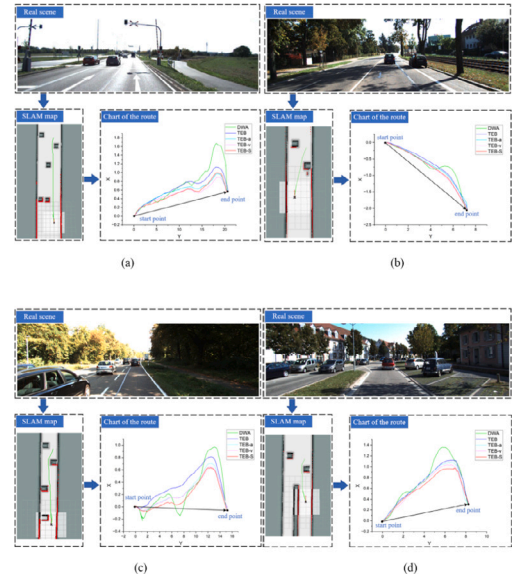 Real scene
Real scene
SLAM map
Chart of the route
SLAM map
Chart of the route
DWA
TEB
TEB-a
TEB-v
TEB-S
start point
end point
X
Y
(a)
DWA
TEB
TEB-a
TEB-v
TEB-S
start point
end point
X
Y
(b)
Real scene
Real scene
SLAM map
Chart of the route
SLAM map
Chart of the route
DWA
TEB
TEB-a
TEB-v
TEB-S
start point
end point
X
Y
(c)
DWA
TEB
TEB-a
TEB-v
TEB-S
start point
end point
X
Y
(d)